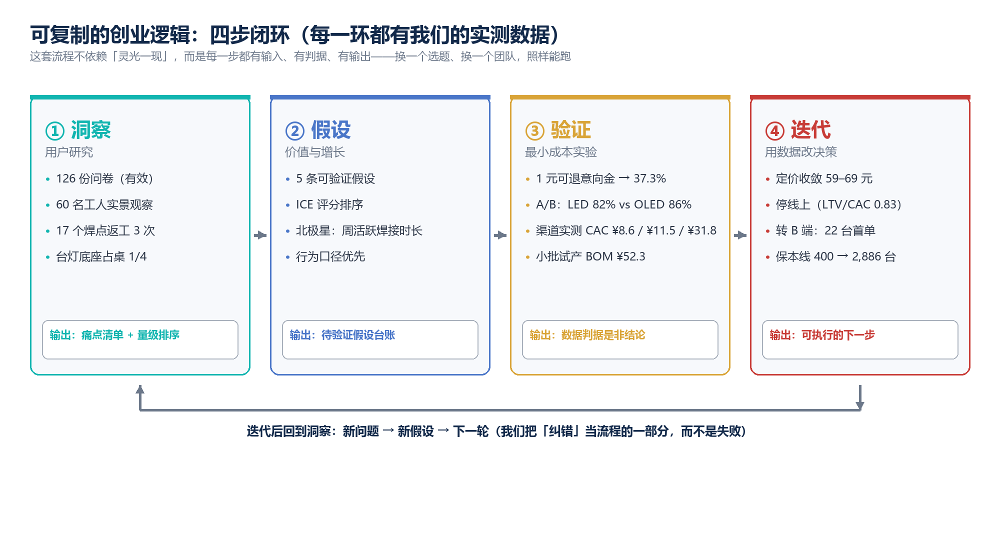 可复制的创业逻辑：四步闭环（每一环都有我们的实测数据）
这套流程不依赖「灵光一现」，而是每一步都有输入、有判据、有输出——换一个选题、换一个团队，照样能跑
① 洞察
用户研究
• 126 份问卷（有效）
• 60 名工人实景观察
• 17 个焊点返工 3 次
• 台灯底座占桌 1/4
输出：痛点清单 + 量级排序
② 假设
价值与增长
• 5 条可验证假设
• ICE 评分排序
• 北极星：周活跃焊接时长
• 行为口径优先
输出：待验证假设台账
③ 验证
最小成本实验
• 1 元可退意向金 → 37.3%
• A/B：LED 82% vs OLED 86%
• 渠道实测 CAC ¥8.6 / ¥11.5 / ¥31.8
• 小批试产 BOM ¥52.3
输出：数据判据是非结论
④ 迭代
用数据改决策
• 定价收敛 59–69 元
• 停线上（LTV/CAC 0.83）
• 转 B 端：22 台首单
• 保本线 400 → 2,886 台
输出：可执行的下一步
迭代后回到洞察：新问题 → 新假设 → 下一轮（我们把「纠错」当流程的一部分，而不是失败）